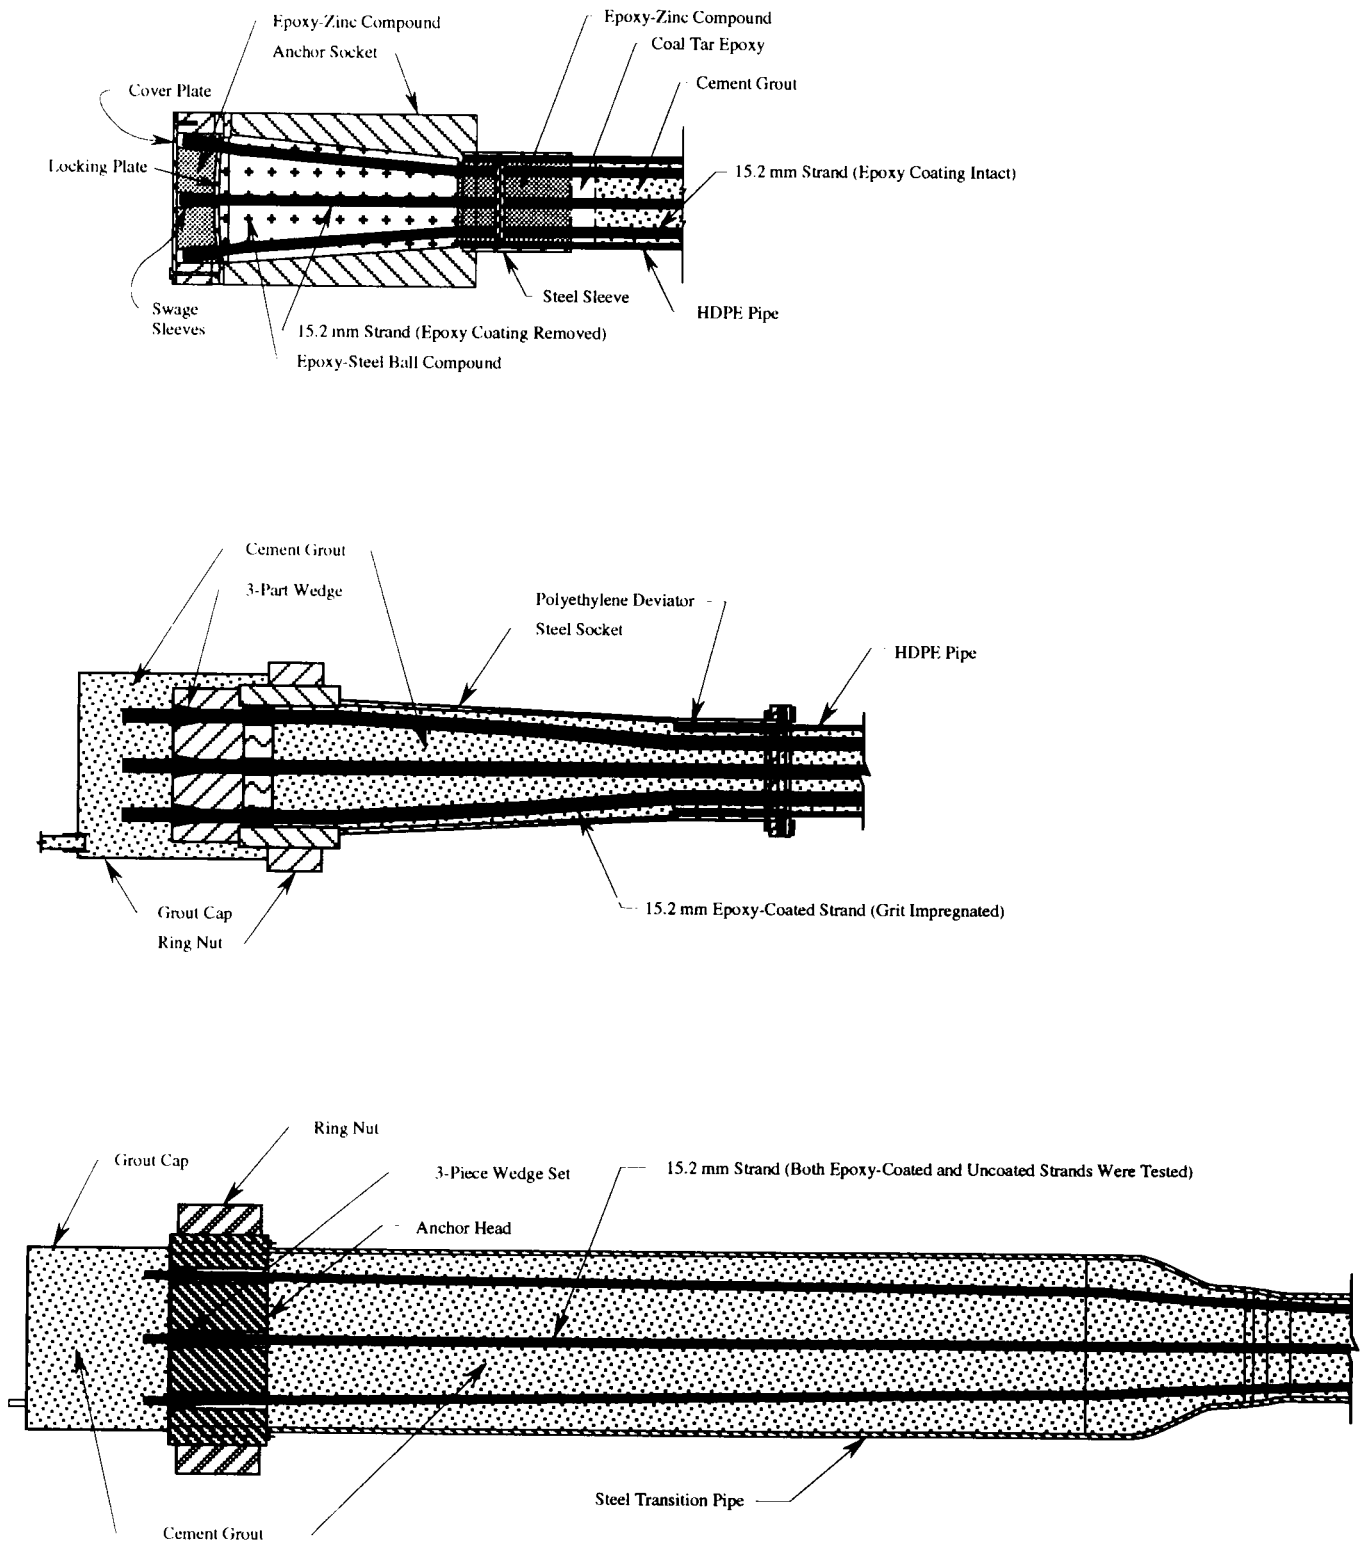 Epoxy-Zinc Compound
Anchor Socket
Epoxy-Zinc Compound
Coal Tar Epoxy
Cement Grout
Cover Plate
Locking Plate
15.2 mm Strand (Epoxy Coating Intact)
Swage
Sleeves
Steel Sleeve
HDPE Pipe
15.2 mm Strand (Epoxy Coating Removed)
Epoxy-Steel Ball Compound
Cement Grout
3-Part Wedge
Polyethylene Deviator
Steel Socket
HDPE Pipe
15.2 mm Epoxy-Coated Strand (Grit Impregnated)
Grout Cap
Ring Nut
Ring Nut
Grout Cap
3-Piece Wedge Set
15.2 mm Strand (Both Epoxy-Coated and Uncoated Strands Were Tested)
Anchor Head
Steel Transition Pipe
Cement Grout